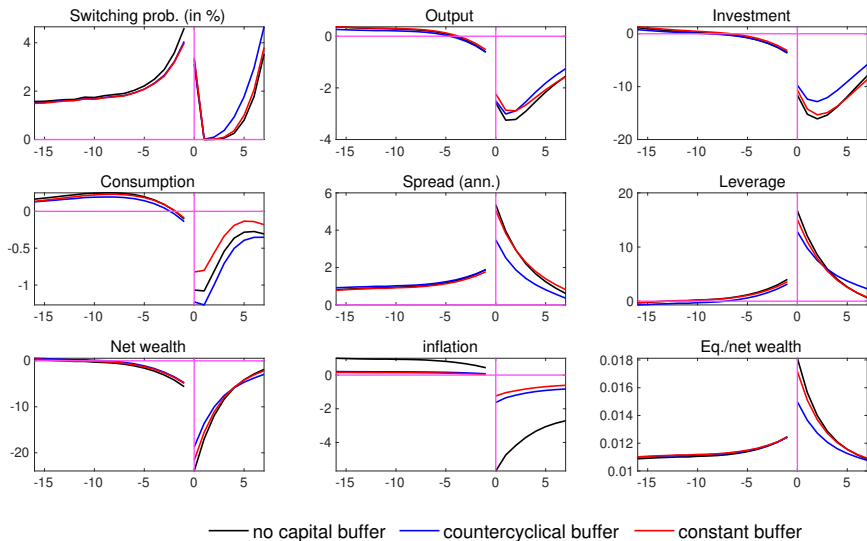 Switching prob. (in %)
Output
Investment
4
2
0
-15 -10 -5 0 5
0
-2
-4
-15 -10 -5 0 5
0
-10
-20
-15 -10 -5 0 5
Consumption
Spread (ann.)
Leverage
0
-0.5
-1
-15 -10 -5 0 5
6
4
2
0
-15 -10 -5 0 5
20
10
0
-15 -10 -5 0 5
Net wealth
inflation
Eq./net wealth
0
-10
-20
-15 -10 -5 0 5
0
-2
-4
-15 -10 -5 0 5
0.018
0.016
0.014
0.012
0.01
-15 -10 -5 0 5
no capital buffer countercyclical buffer constant buffer